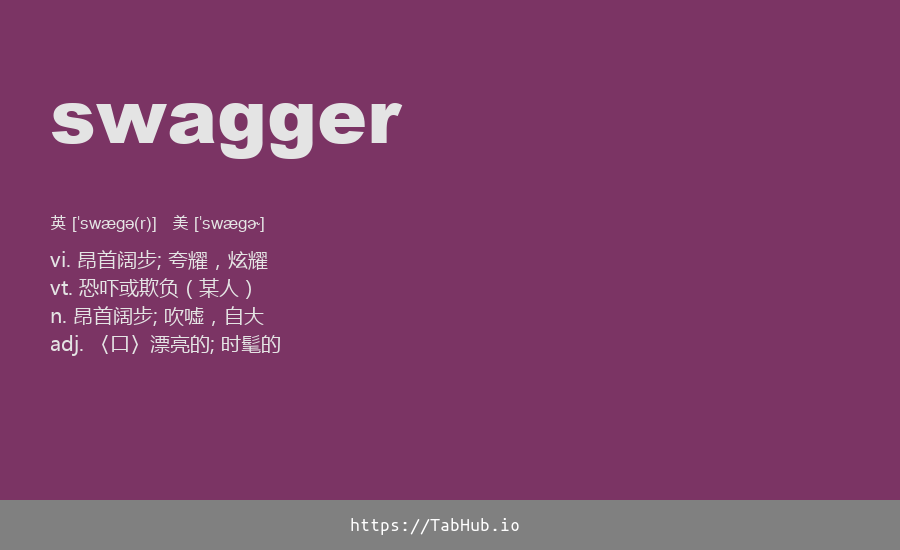 swagger
英 [ˈswægə(r)] 美 [ˈswægɚ]
vi. 昂首阔步; 夸耀，炫耀
vt. 恐吓或欺负（某人）
n. 昂首阔步; 吹嘘，自大
adj. 〈口〉漂亮的; 时髦的
https://TabHub.io